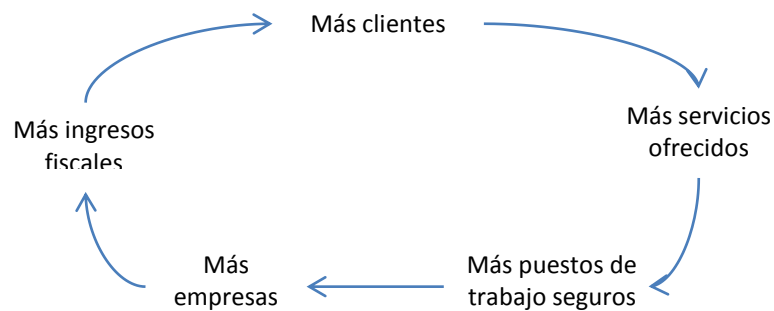 Más clientes
Más servicios
ofrecidos
Más puestos de
trabajo seguros
Más
empresas
Más ingresos
fiscales